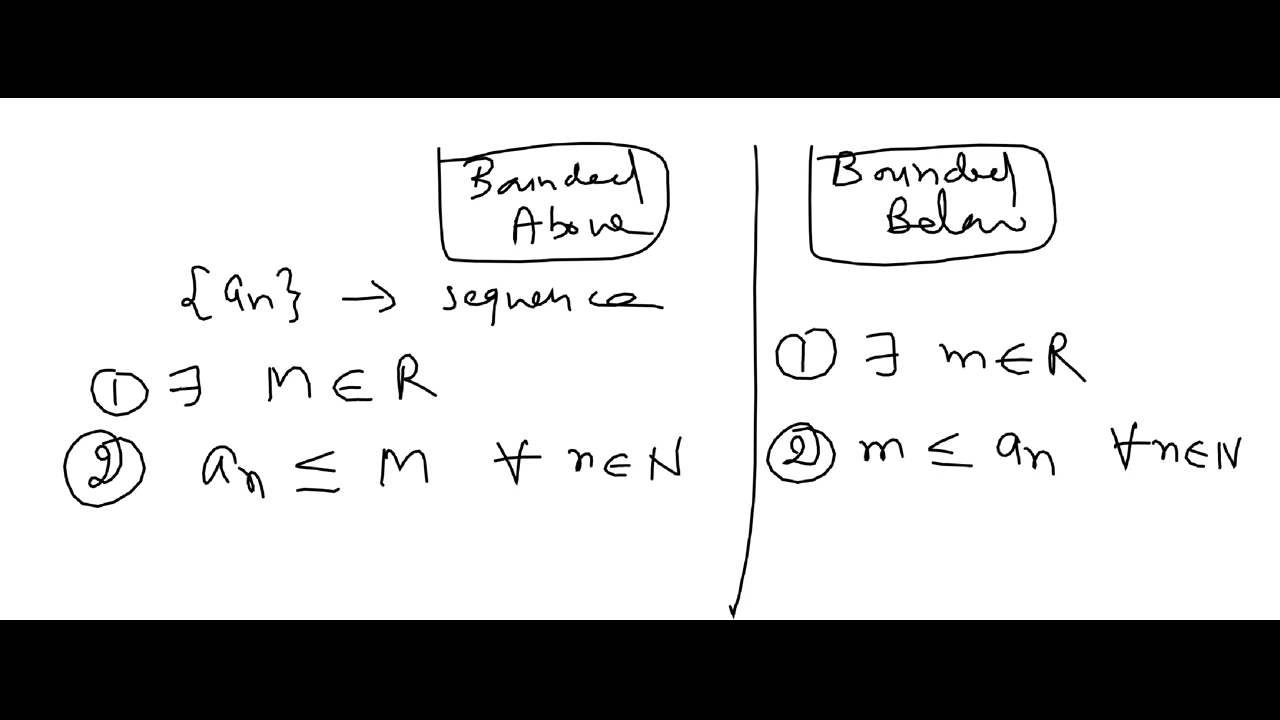 Bounded
Above
{aₙ} → sequence
① ∃ M ∈ R
② aₙ ≤ M ∀ n ∈ N
Bounded
Below
① ∃ m ∈ R
② m ≤ aₙ ∀ n ∈ N